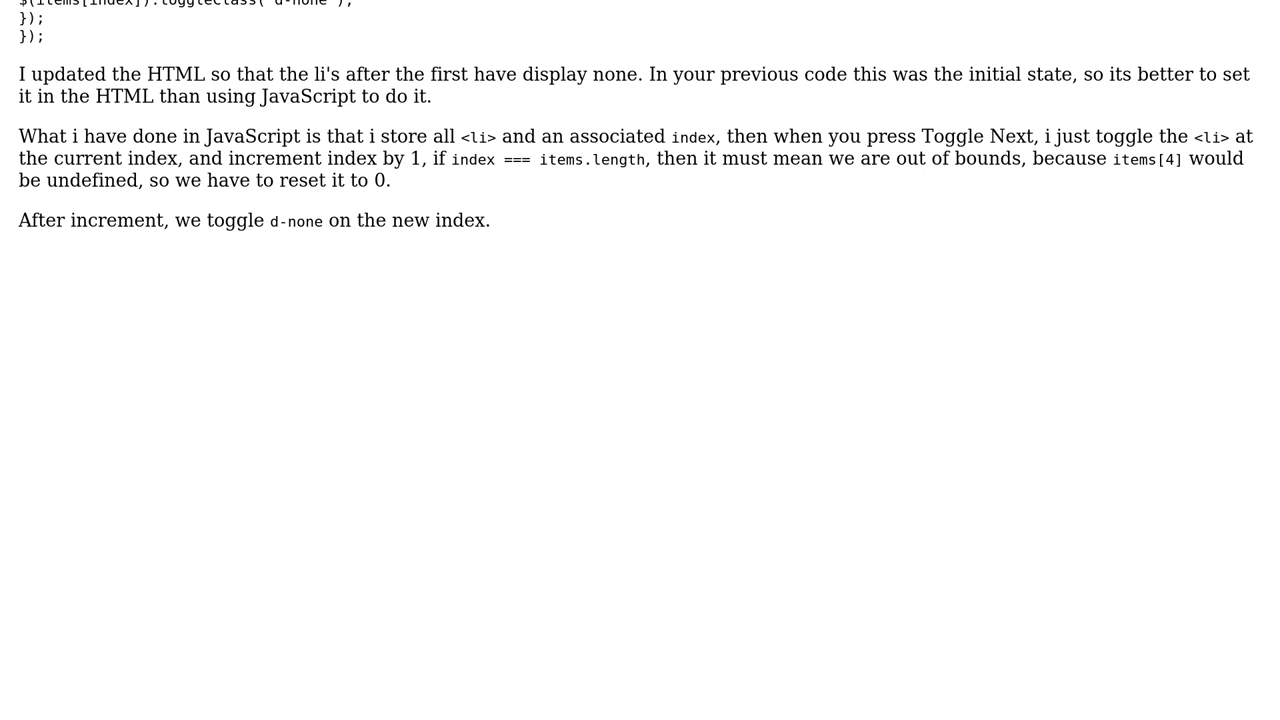 $(items[index]).toggleClass('d-none');
});
});
I updated the HTML so that the li's after the first have display none. In your previous code this was the initial state, so its better to set
it in the HTML than using JavaScript to do it.
What i have done in JavaScript is that i store all <li> and an associated index, then when you press Toggle Next, i just toggle the <li> at
the current index, and increment index by 1, if index === items.length, then it must mean we are out of bounds, because items[4] would
be undefined, so we have to reset it to 0.
After increment, we toggle d-none on the new index.